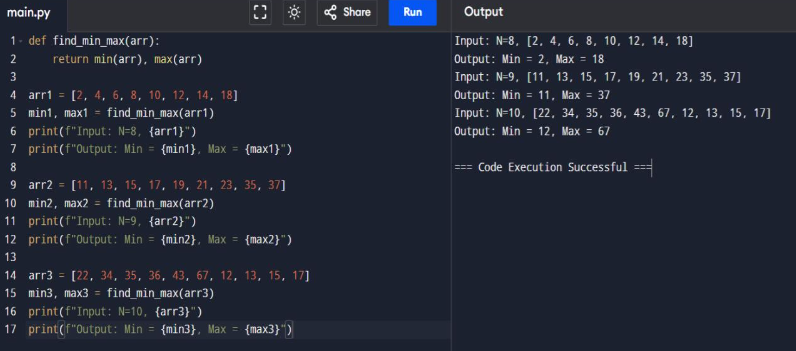 main.py
Share
Run
Output
1 def find_min_max(arr):
2     return min(arr), max(arr)
3
4 arr1 = [2, 4, 6, 8, 10, 12, 14, 18]
5 min1, max1 = find_min_max(arr1)
6 print(f"Input: N=8, {arr1}")
7 print(f"Output: Min = {min1}, Max = {max1}")
8
9 arr2 = [11, 13, 15, 17, 19, 21, 23, 35, 37]
10 min2, max2 = find_min_max(arr2)
11 print(f"Input: N=9, {arr2}")
12 print(f"Output: Min = {min2}, Max = {max2}")
13
14 arr3 = [22, 34, 35, 36, 43, 67, 12, 13, 15, 17]
15 min3, max3 = find_min_max(arr3)
16 print(f"Input: N=10, {arr3}")
17 print(f"Output: Min = {min3}, Max = {max3}")
Input: N=8, [2, 4, 6, 8, 10, 12, 14, 18]
Output: Min = 2, Max = 18
Input: N=9, [11, 13, 15, 17, 19, 21, 23, 35, 37]
Output: Min = 11, Max = 37
Input: N=10, [22, 34, 35, 36, 43, 67, 12, 13, 15, 17]
Output: Min = 12, Max = 67
=== Code Execution Successful ===